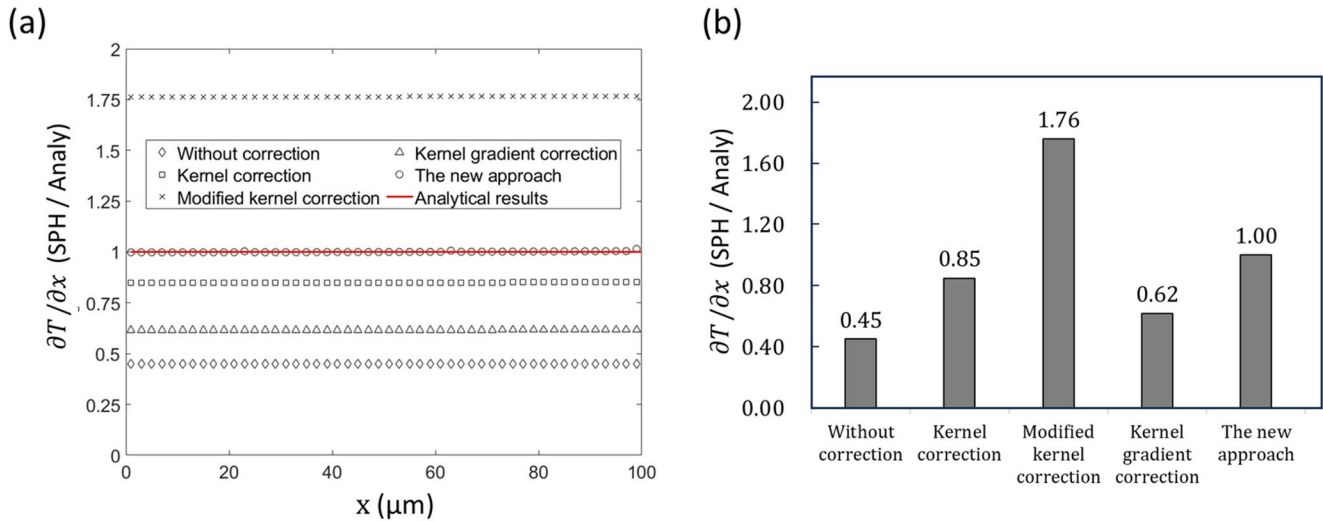 (a)
∂T/∂x (SPH / Analy)
2
1.75
1.5
1.25
1
0.75
0.5
0.25
0
0
20
40
60
80
100
x (μm)
Without correction
Kernel correction
Modified kernel correction
Kernel gradient correction
The new approach
Analytical results
(b)
∂T/∂x (SPH / Analy)
2.00
1.60
1.20
0.80
0.40
0.00
0.45
0.85
1.76
0.62
1.00
Without
correction
Kernel
correction
Modified
kernel
correction
Kernel
gradient
correction
The new
approach